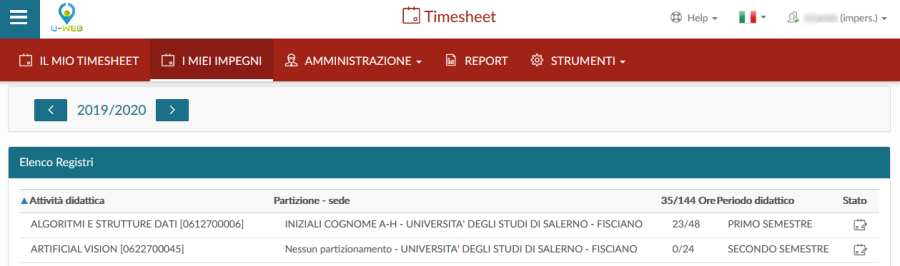 U-WEB
Timesheet
Help
(impers.)
IL MIO TIMESHEET
I MIEI IMPEGNI
AMMINISTRAZIONE
REPORT
STRUMENTI
2019/2020
Elenco Registri
Attività didattica Partizione - sede 35/144 Ore Periodo didattico Stato
ALGORITMI E STRUTTURE DATI [0612700006] INIZIALI COGNOME A-H - UNIVERSITA' DEGLI STUDI DI SALERNO - FISCIANO 23/48 PRIMO SEMESTRE
ARTIFICIAL VISION [0622700045] Nessun partizionamento - UNIVERSITA' DEGLI STUDI DI SALERNO - FISCIANO 0/24 SECONDO SEMESTRE